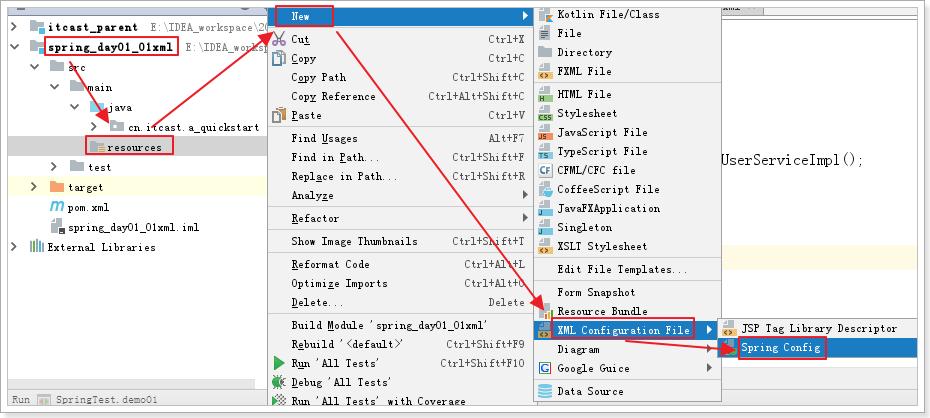 itcast_parent E:\IDEA_workspace\20
spring_day01_01xml E:\IDEA_worksp
src
main
java
cn.itcast.a_quickstart
resources
test
target
pom.xml
spring_day01_01xml.iml
External Libraries
New
Cut Ctrl+X
Copy Ctrl+C
Copy Path Ctrl+Shift+C
Copy Reference Ctrl+Alt+Shift+C
Paste Ctrl+V
Find Usages Alt+F7
Find in Path... Ctrl+Shift+F
Replace in Path... Ctrl+Shift+R
Analyze
Refactor
Show Image Thumbnails Ctrl+Shift+T
Reformat Code Ctrl+Alt+L
Optimize Imports Ctrl+Alt+O
Delete... Delete
Build Module 'spring_day01_01xml'
Rebuild '<default>' Ctrl+Shift+F9
Run 'All Tests' Ctrl+Shift+F10
Debug 'All Tests'
Run 'All Tests' with Coverage
Kotlin File/Class
File
Directory
FXML File
HTML File
Stylesheet
JavaScript File
TypeScript File
CFML/CFC file
CoffeeScript File
JavaFXApplication
Singleton
XSLT Stylesheet
Edit File Templates...
Form Snapshot
Resource Bundle
XML Configuration File
Diagram
Google Guice
Data Source
JSP Tag Library Descriptor
Spring Config
UserServiceImpl();
Run SpringTest.demo01